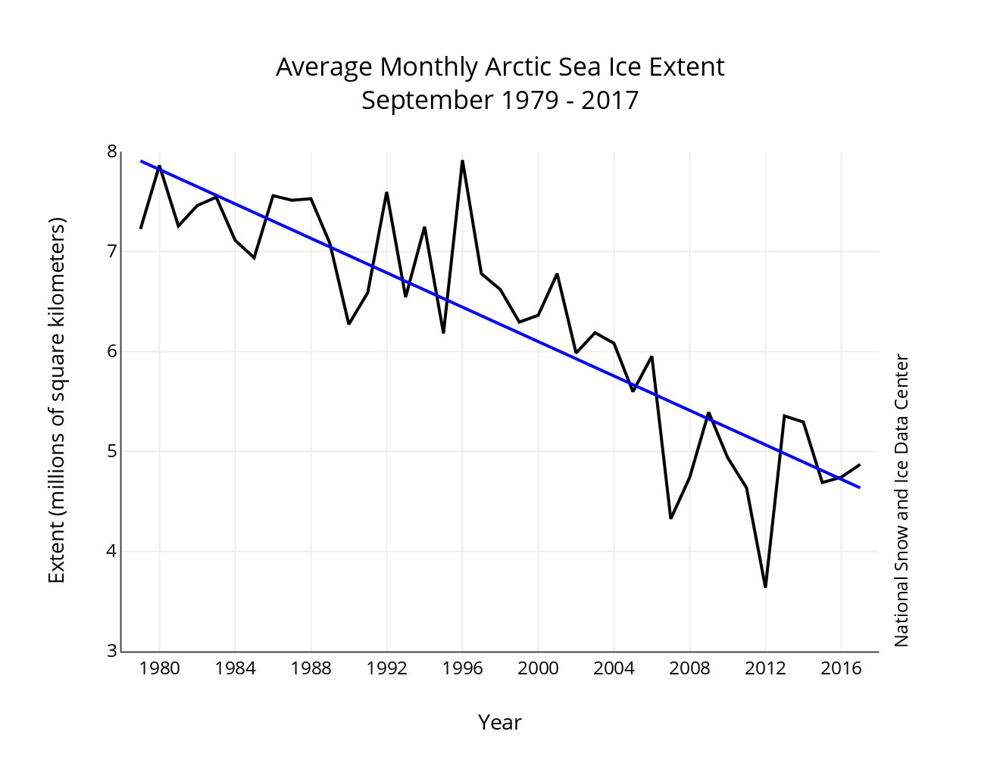 Average Monthly Arctic Sea Ice Extent
September 1979 - 2017
Extent (millions of square kilometers)
8
7
6
5
4
3
1980 1984 1988 1992 1996 2000 2004 2008 2012 2016
Year
National Snow and Ice Data Center